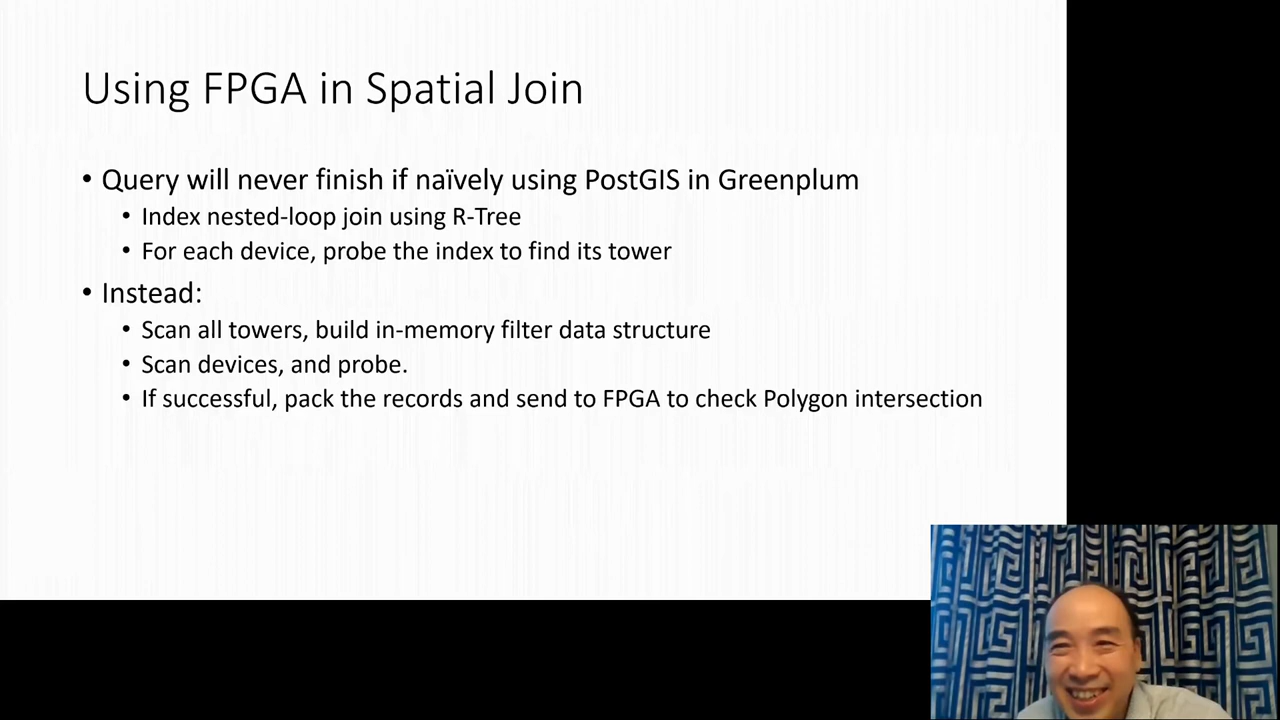 Using FPGA in Spatial Join
• Query will never finish if naïvely using PostGIS in Greenplum
• Index nested-loop join using R-Tree
• For each device, probe the index to find its tower
• Instead:
• Scan all towers, build in-memory filter data structure
• Scan devices, and probe.
• If successful, pack the records and send to FPGA to check Polygon intersection